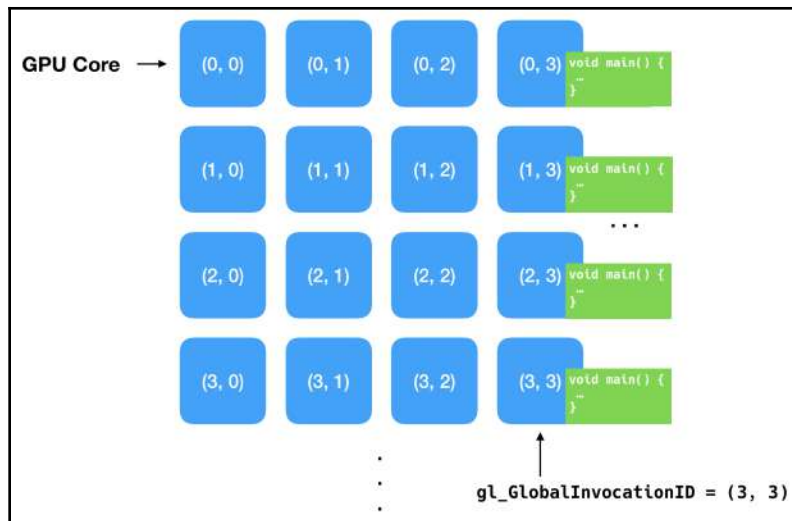 GPU Core
(0, 0) (0, 1) (0, 2) (0, 3)
void main() {
…
}
(1, 0) (1, 1) (1, 2) (1, 3)
void main() {
…
}
...
(2, 0) (2, 1) (2, 2) (2, 3)
void main() {
…
}
(3, 0) (3, 1) (3, 2) (3, 3)
void main() {
…
}
.
.
.
gl_GlobalInvocationID = (3, 3)